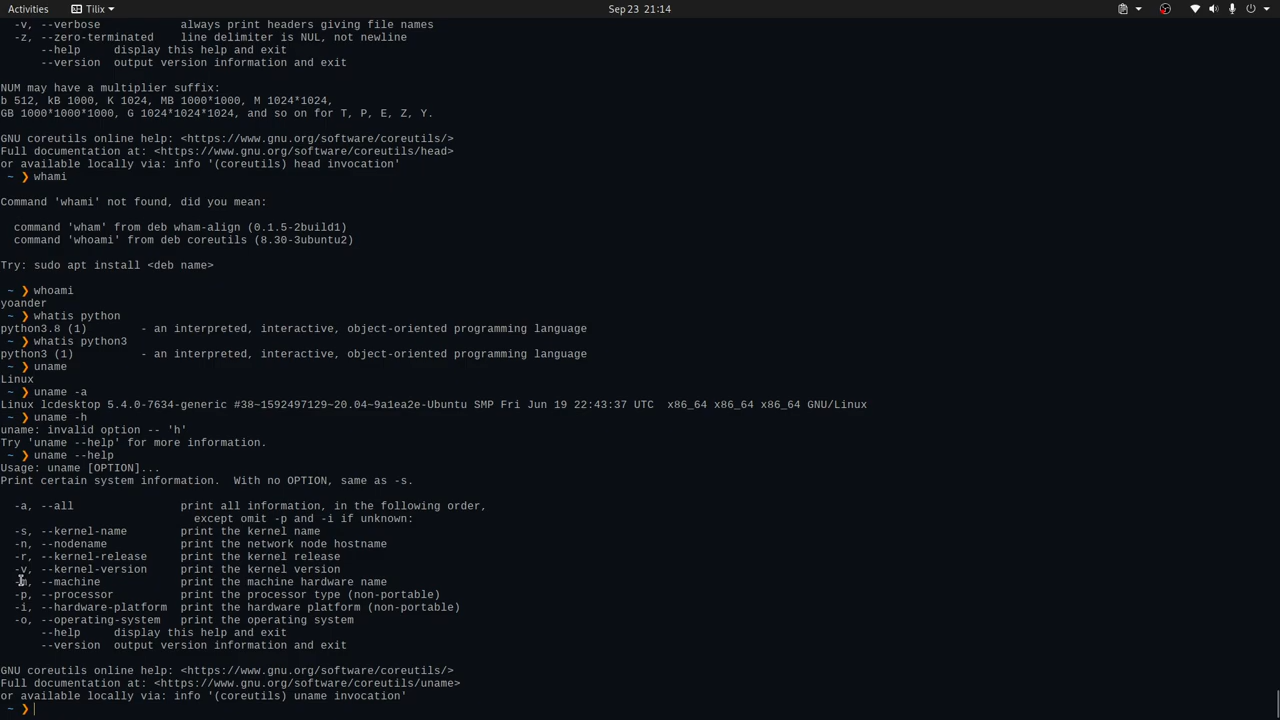 Activities Tilix Sep 23 21:14
-v, --verbose always print headers giving file names
-z, --zero-terminated line delimiter is NUL, not newline
--help display this help and exit
--version output version information and exit
NUM may have a multiplier suffix:
b 512, kB 1000, K 1024, MB 1000*1000, M 1024*1024,
GB 1000*1000*1000, G 1024*1024*1024, and so on for T, P, E, Z, Y.
GNU coreutils online help: <https://www.gnu.org/software/coreutils/>
Full documentation at: <https://www.gnu.org/software/coreutils/head>
or available locally via: info '(coreutils) head invocation'
~ ❯ whami
Command 'whami' not found, did you mean:
command 'wham' from deb wham-align (0.1.5-2build1)
command 'whoami' from deb coreutils (8.30-3ubuntu2)
Try: sudo apt install <deb name>
~ ❯ whoami
yoander
~ ❯ whatis python
python3.8 (1) - an interpreted, interactive, object-oriented programming language
~ ❯ whatis python3
python3 (1) - an interpreted, interactive, object-oriented programming language
~ ❯ uname
Linux
~ ❯ uname -a
Linux lcdesktop 5.4.0-7634-generic #38~1592497129~20.04~9a1ea2e-Ubuntu SMP Fri Jun 19 22:43:37 UTC x86_64 x86_64 x86_64 GNU/Linux
~ ❯ uname -h
uname: invalid option -- 'h'
Try 'uname --help' for more information.
~ ❯ uname --help
Usage: uname [OPTION]...
Print certain system information. With no OPTION, same as -s.
-a, --all print all information, in the following order,
except omit -p and -i if unknown:
-s, --kernel-name print the kernel name
-n, --nodename print the network node hostname
-r, --kernel-release print the kernel release
-v, --kernel-version print the kernel version
-m, --machine print the machine hardware name
-p, --processor print the processor type (non-portable)
-i, --hardware-platform print the hardware platform (non-portable)
-o, --operating-system print the operating system
--help display this help and exit
--version output version information and exit
GNU coreutils online help: <https://www.gnu.org/software/coreutils/>
Full documentation at: <https://www.gnu.org/software/coreutils/uname>
or available locally via: info '(coreutils) uname invocation'
~ ❯